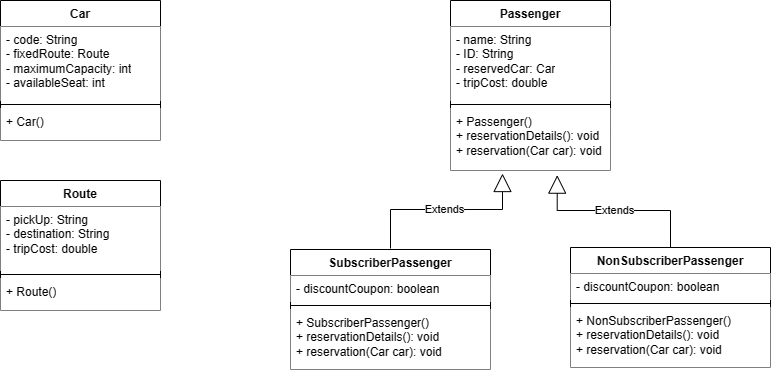 Car
- code: String
- fixedRoute: Route
- maximumCapacity: int
- availableSeat: int
+ Car()
Passenger
- name: String
- ID: String
- reservedCar: Car
- tripCost: double
+ Passenger()
+ reservationDetails(): void
+ reservation(Car car): void
Route
- pickUp: String
- destination: String
- tripCost: double
+ Route()
Extends
Extends
SubscriberPassenger
- discountCoupon: boolean
+ SubscriberPassenger()
+ reservationDetails(): void
+ reservation(Car car): void
NonSubscriberPassenger
- discountCoupon: boolean
+ NonSubscriberPassenger()
+ reservationDetails(): void
+ reservation(Car car): void